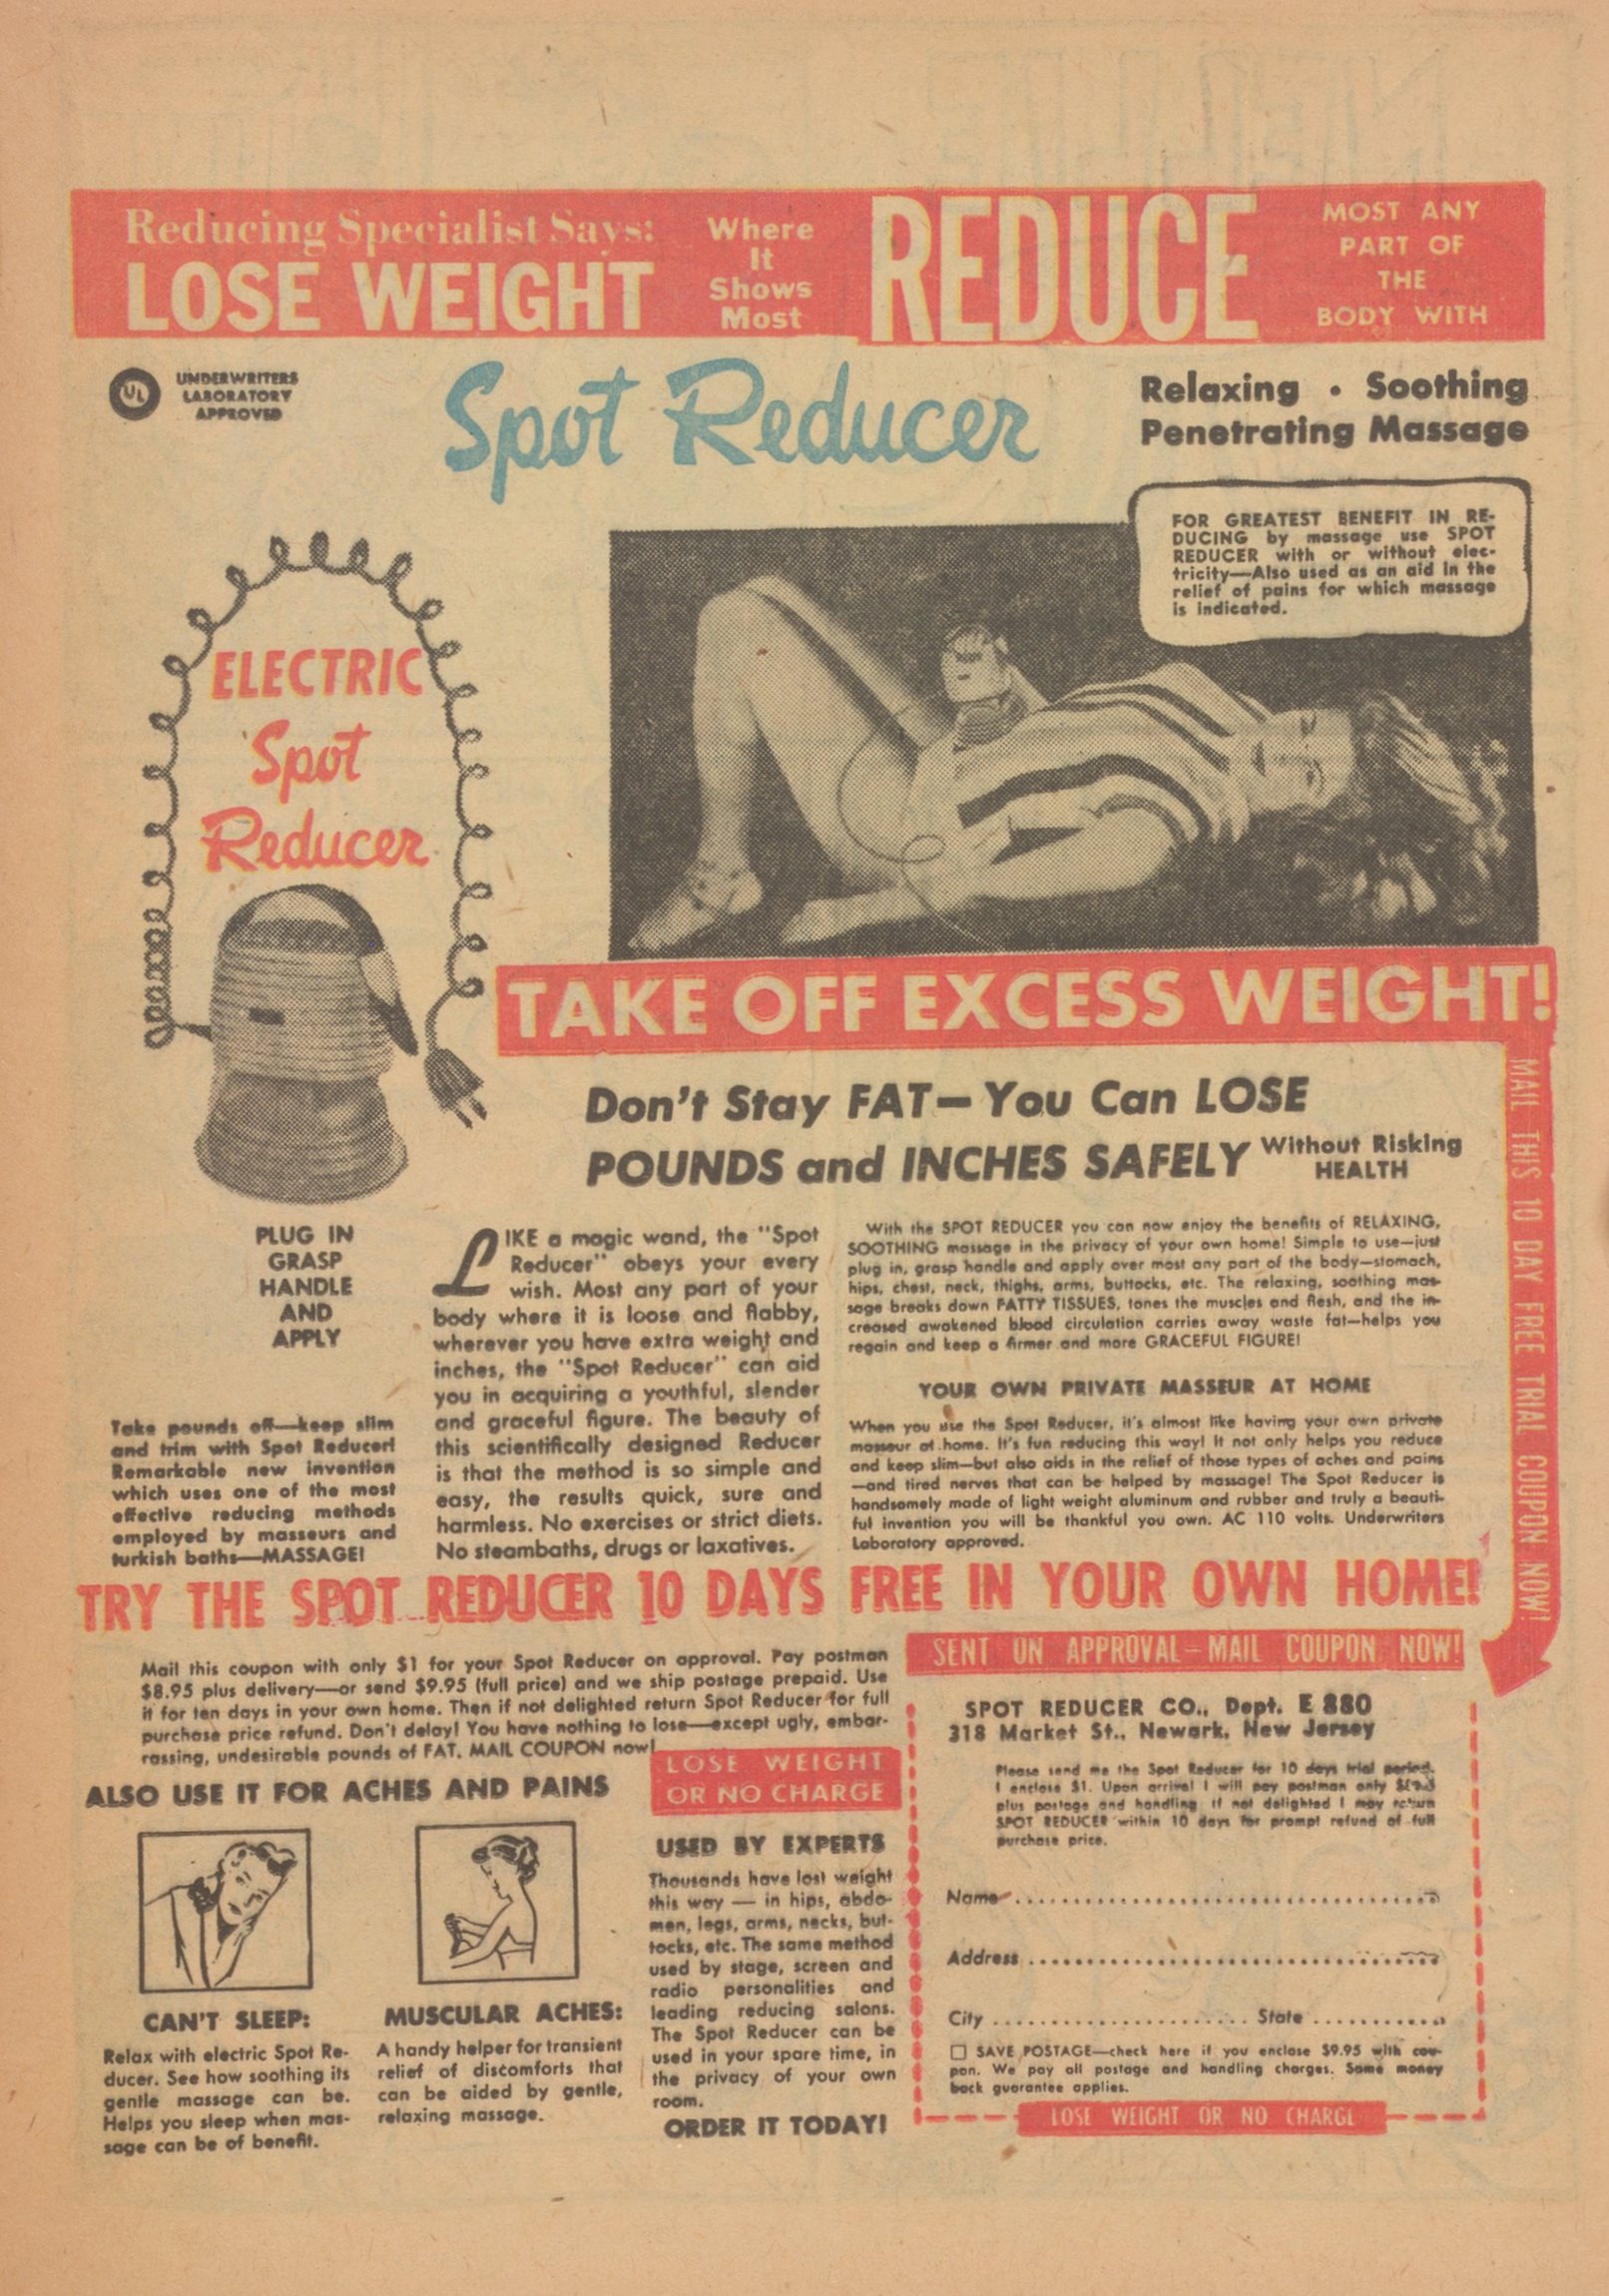 Reducing Specialist Says:
LOSE WEIGHT
Where
It
Shows
Most
REDUCE
MOST ANY
PART OF
THE
BODY WITH
UL
UNDERWRITERS
LABORATORY
APPROVED
Spot Reducer
Relaxing • Soothing
Penetrating Massage
FOR GREATEST BENEFIT IN RE-
DUCING by massage use SPOT
REDUCER with or without elec-
tricity—Also used as an aid in the
relief of pains for which massage
is indicated.
ELECTRIC
Spot
Reducer
TAKE OFF EXCESS WEIGHT!
MAIL THIS 10 DAY FREE TRIAL COUPON NOW!
Don't Stay FAT—You Can LOSE
POUNDS and INCHES SAFELY Without Risking
HEALTH
PLUG IN
GRASP
HANDLE
AND
APPLY
Take pounds off—keep slim
and trim with Spot Reducer!
Remarkable new invention
which uses one of the most
effective reducing methods
employed by masseurs and
turkish baths—MASSAGE!
LIKE a magic wand, the "Spot
Reducer" obeys your every
wish. Most any part of your
body where it is loose and flabby,
wherever you have extra weight and
inches, the "Spot Reducer" can aid
you in acquiring a youthful, slender
and graceful figure. The beauty of
this scientifically designed Reducer
is that the method is so simple and
easy, the results quick, sure and
harmless. No exercises or strict diets.
No steambaths, drugs or laxatives.
With the SPOT REDUCER you can now enjoy the benefits of RELAXING,
SOOTHING massage in the privacy of your own home! Simple to use—just
plug in, grasp handle and apply over most any part of the body—stomach,
hips, chest, neck, thighs, arms, buttocks, etc. The relaxing, soothing mas-
sage breaks down FATTY TISSUES, tones the muscles and flesh, and the in-
creased awakened blood circulation carries away waste fat—helps you
regain and keep a firmer and more GRACEFUL FIGURE!
YOUR OWN PRIVATE MASSEUR AT HOME
When you use the Spot Reducer, it's almost like having your own private
masseur at home. It's fun reducing this way! It not only helps you reduce
and keep slim—but also aids in the relief of those types of aches and pains
—and tired nerves that can be helped by massage! The Spot Reducer is
handsomely made of light weight aluminum and rubber and truly a beauti-
ful invention you will be thankful you own. AC 110 volts. Underwriters
Laboratory approved.
TRY THE SPOT REDUCER 10 DAYS FREE IN YOUR OWN HOME!
Mail this coupon with only $1 for your Spot Reducer on approval. Pay postman
$8.95 plus delivery—or send $9.95 (full price) and we ship postage prepaid. Use
it for ten days in your own home. Then if not delighted return Spot Reducer for full
purchase price refund. Don't delay! You have nothing to lose—except ugly, embar-
rassing, undesirable pounds of FAT. MAIL COUPON now!
ALSO USE IT FOR ACHES AND PAINS
CAN'T SLEEP:
Relax with electric Spot Re-
ducer. See how soothing its
gentle massage can be.
Helps you sleep when mas-
sage can be of benefit.
MUSCULAR ACHES:
A handy helper for transient
relief of discomforts that
can be aided by gentle,
relaxing massage.
LOSE WEIGHT
OR NO CHARGE
USED BY EXPERTS
Thousands have lost weight
this way — in hips, abdo-
men, legs, arms, necks, but-
tocks, etc. The same method
used by stage, screen and
radio personalities and
leading reducing salons.
The Spot Reducer can be
used in your spare time, in
the privacy of your own
room.
ORDER IT TODAY!
SENT ON APPROVAL—MAIL COUPON NOW!
SPOT REDUCER CO., Dept. E 880
318 Market St., Newark, New Jersey
Please send me the Spot Reducer for 10 days trial period.
I enclose $1. Upon arrival I will pay postman only
plus postage and handling. If not delighted I may return
SPOT REDUCER within 10 days for prompt refund of full
purchase price.
Name
Address
City State
☐ SAVE POSTAGE—check here if you enclose $9.95 with cou-
pon. We pay all postage and handling charges. Same money
back guarantee applies.
LOSE WEIGHT OR NO CHARGE